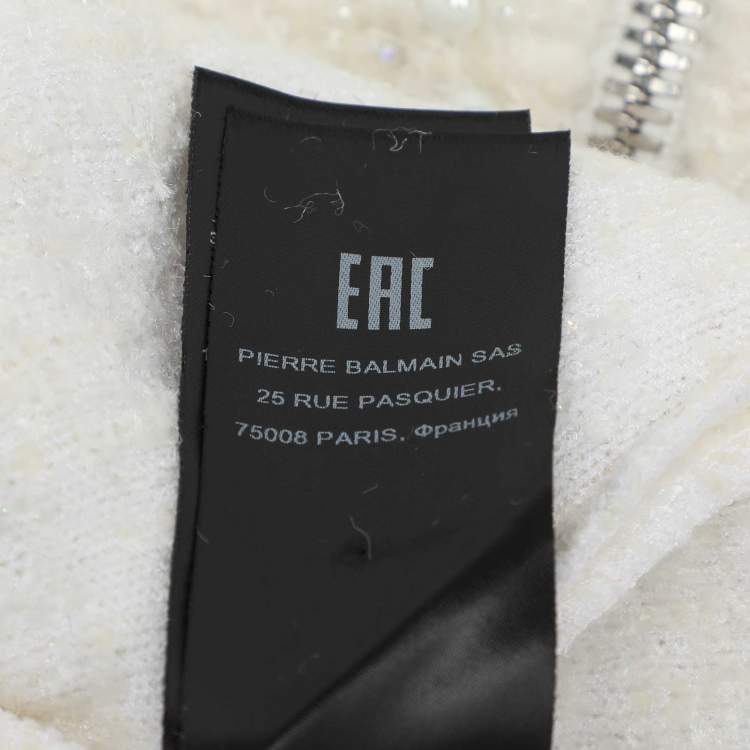 EAC
PIERRE BALMAIN SAS
25 RUE PASQUIER.
75008 PARIS. Франция